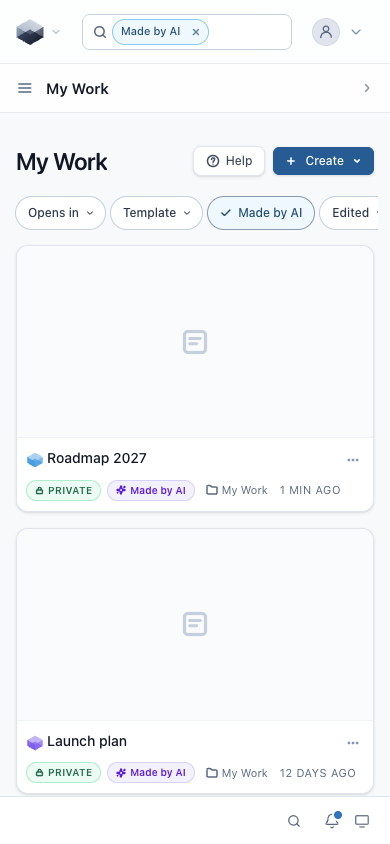 Made by AI
My Work
My Work
Help
Create
Opens in
Template
Made by AI
Edited
Roadmap 2027
PRIVATE
Made by AI
My Work
1 MIN AGO
Launch plan
PRIVATE
Made by AI
My Work
12 DAYS AGO